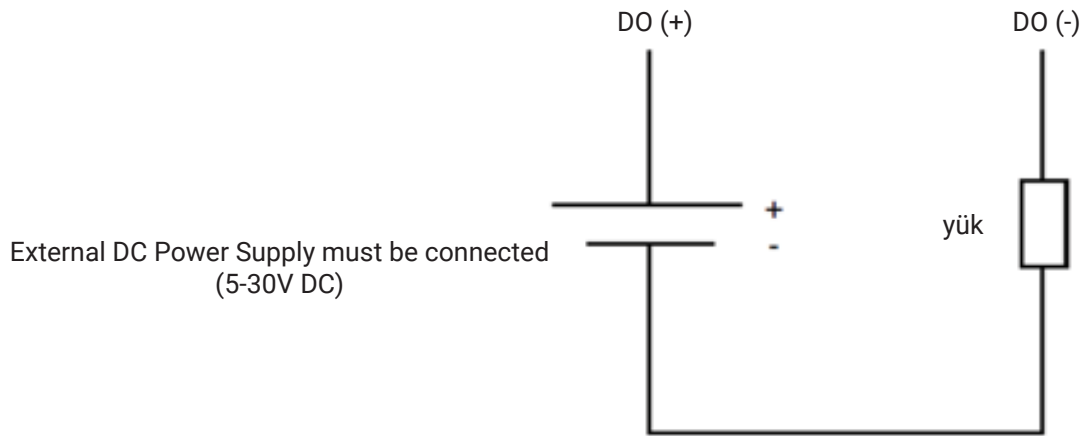 DO (+)
DO (-)
+
-
yük
External DC Power Supply must be connected
(5-30V DC)